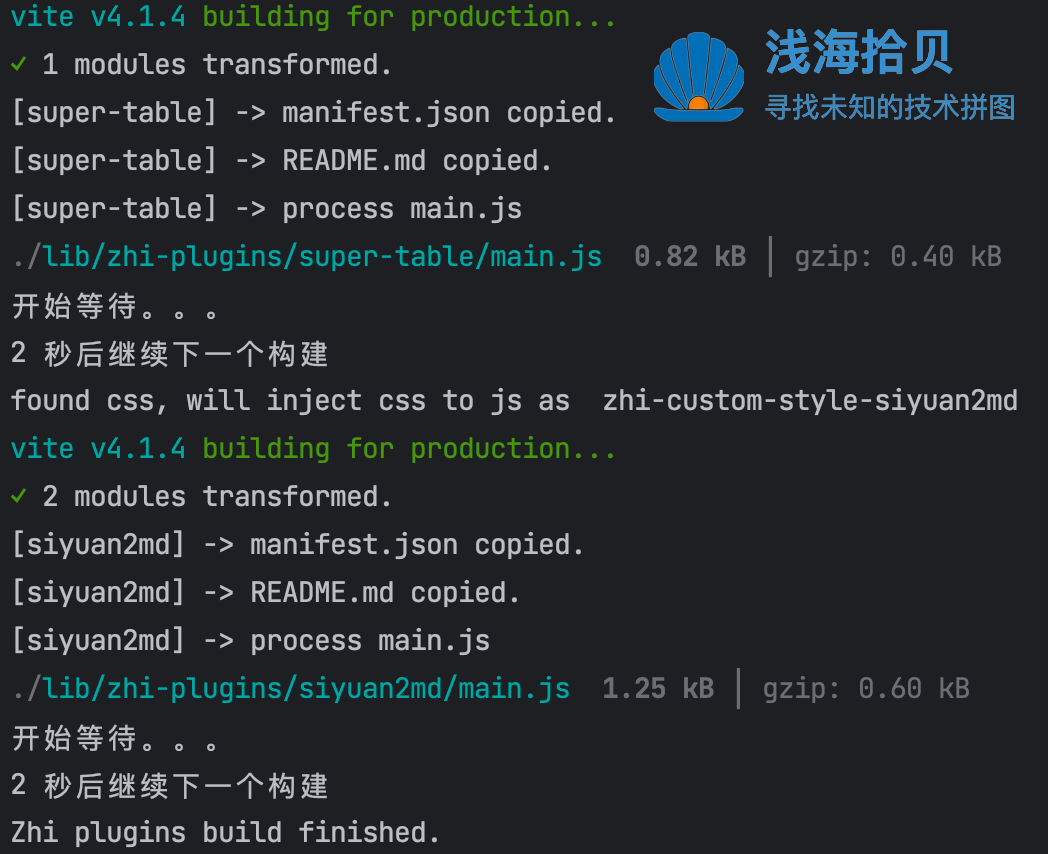 vite v4.1.4 building for production...
浅海拾贝
✓ 1 modules transformed.
寻找未知的技术拼图
[super-table] -> manifest.json copied.
[super-table] -> README.md copied.
[super-table] -> process main.js
./lib/zhi-plugins/super-table/main.js  0.82 kB │ gzip: 0.40 kB
开始等待。。。
2 秒后继续下一个构建
found css, will inject css to js as  zhi-custom-style-siyuan2md
vite v4.1.4 building for production...
✓ 2 modules transformed.
[siyuan2md] -> manifest.json copied.
[siyuan2md] -> README.md copied.
[siyuan2md] -> process main.js
./lib/zhi-plugins/siyuan2md/main.js  1.25 kB │ gzip: 0.60 kB
开始等待。。。
2 秒后继续下一个构建
Zhi plugins build finished.